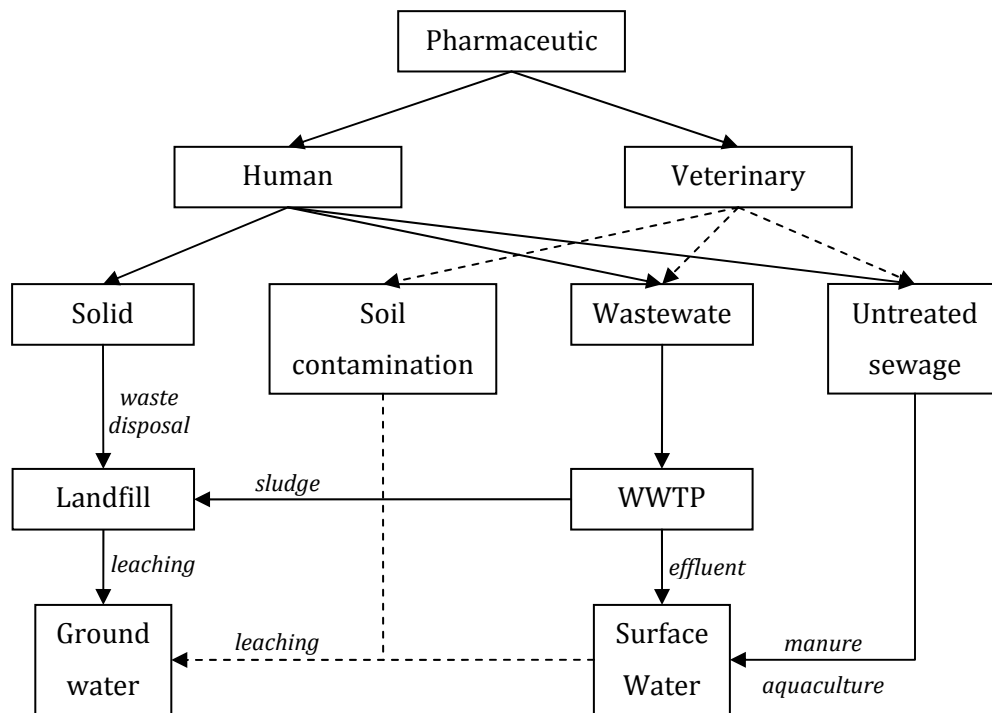 Pharmaceutic
Human
Veterinary
Solid
Soil
contamination
Wastewate
Untreated
sewage
waste
disposal
Landfill
sludge
WWTP
leaching
effluent
Ground
water
leaching
Surface
Water
manure
aquaculture